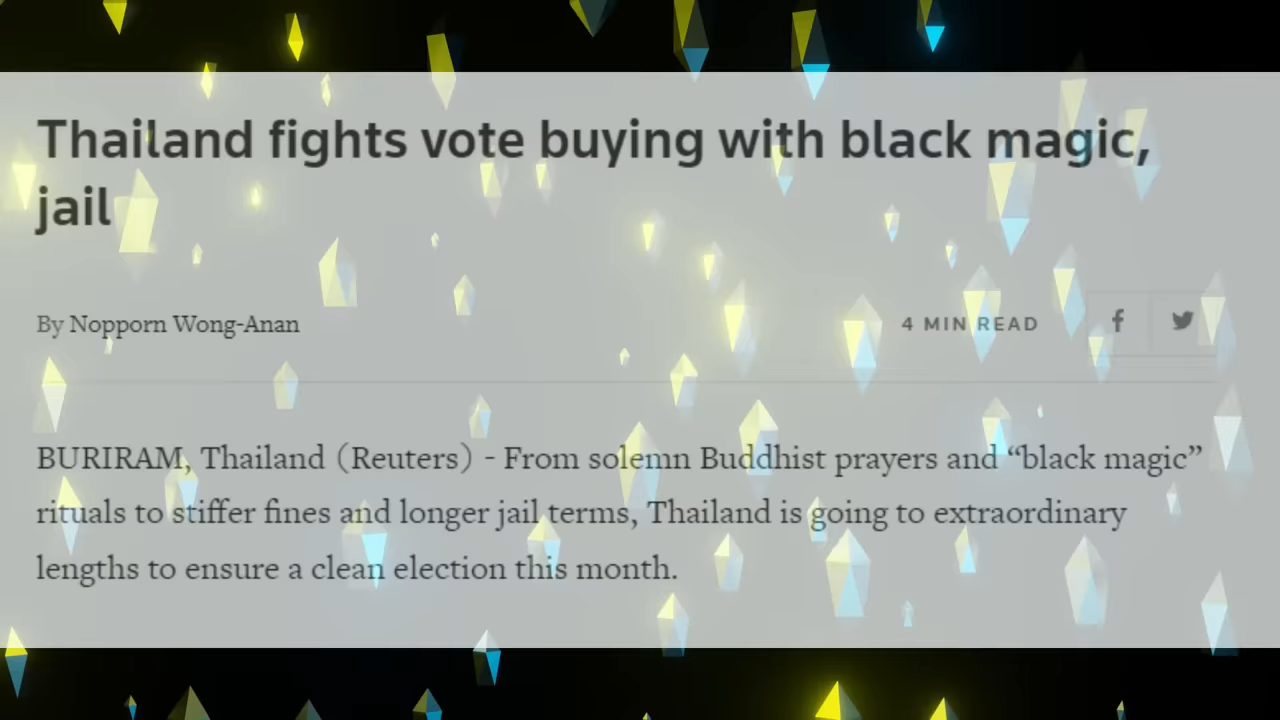 Thailand fights vote buying with black magic,
jail
By Nopporn Wong-Anan
4 MIN READ
BURIRAM, Thailand (Reuters) - From solemn Buddhist prayers and “black magic”
rituals to stiffer fines and longer jail terms, Thailand is going to extraordinary
lengths to ensure a clean election this month.